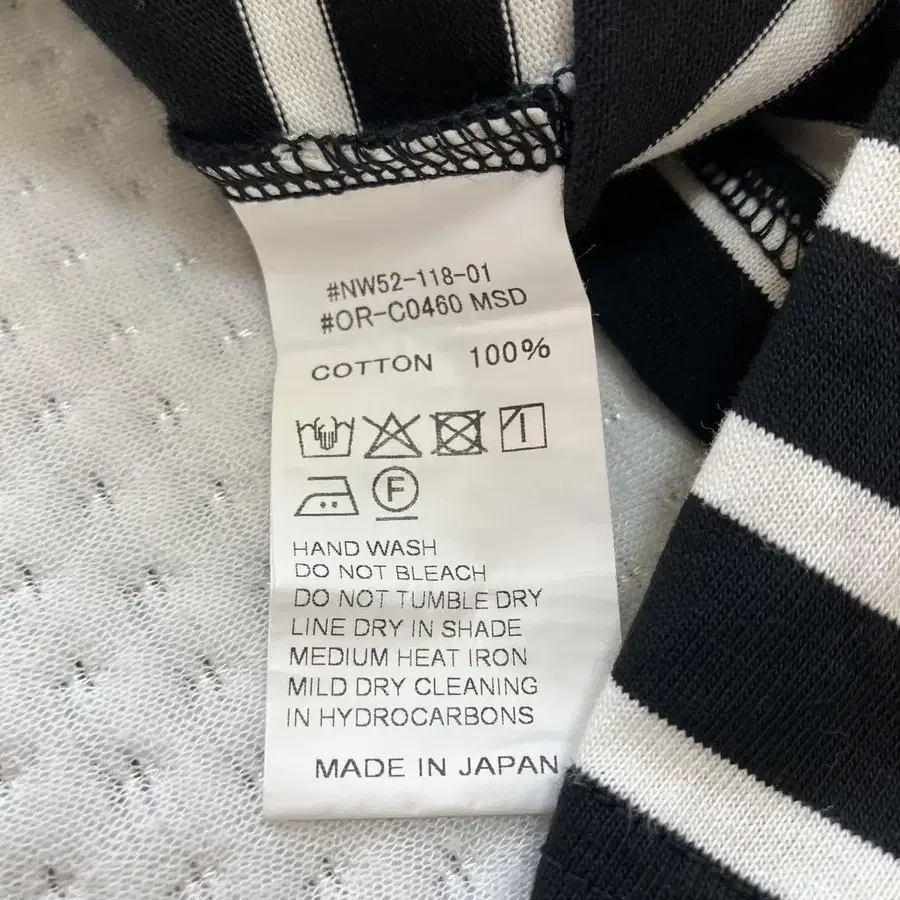 #NW52-118-01
#OR-C0460 MSD
COTTON 100%
F
HAND WASH
DO NOT BLEACH
DO NOT TUMBLE DRY
LINE DRY IN SHADE
MEDIUM HEAT IRON
MILD DRY CLEANING
IN HYDROCARBONS
MADE IN JAPAN